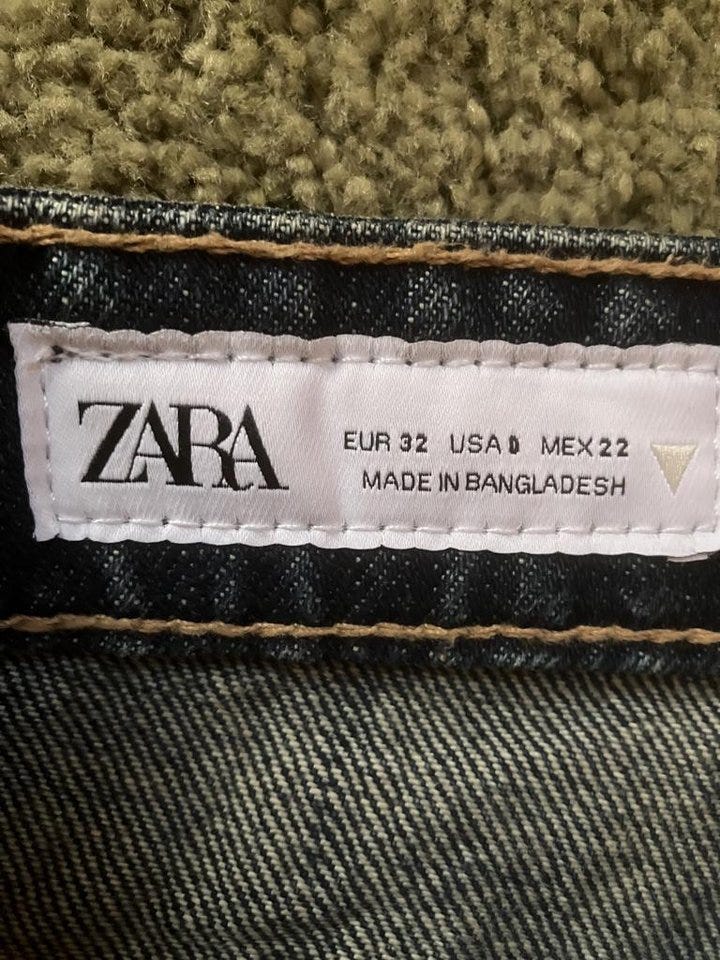 ZARA
EUR 32 USA 0 MEX 22
MADE IN BANGLADESH